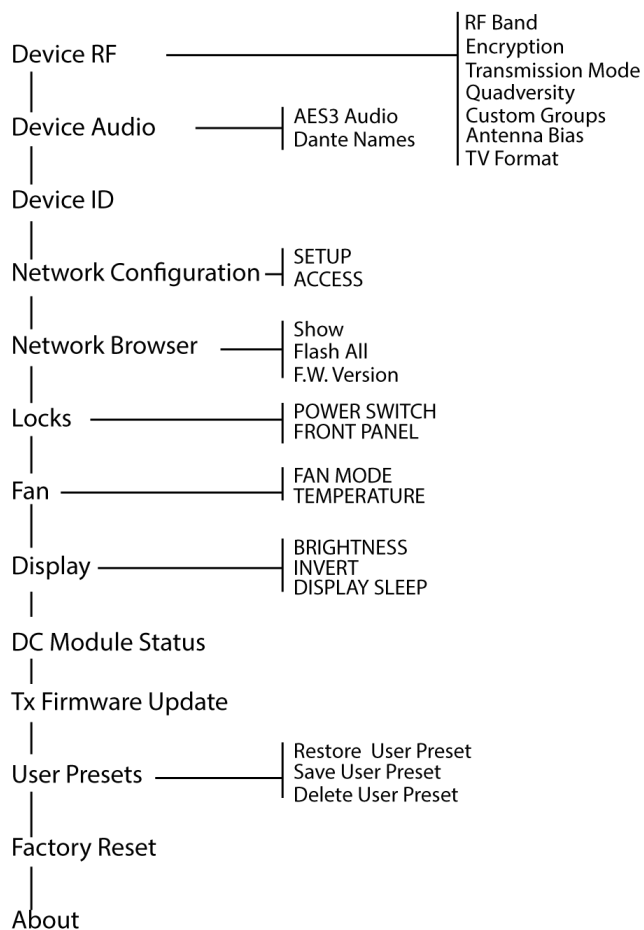 Device RF
RF Band
Encryption
Transmission Mode
Quadversity
Custom Groups
Antenna Bias
TV Format
Device Audio
AES3 Audio
Dante Names
Device ID
Network Configuration
SETUP
ACCESS
Network Browser
Show
Flash All
F.W. Version
Locks
POWER SWITCH
FRONT PANEL
Fan
FAN MODE
TEMPERATURE
Display
BRIGHTNESS
INVERT
DISPLAY SLEEP
DC Module Status
Tx Firmware Update
User Presets
Restore User Preset
Save User Preset
Delete User Preset
Factory Reset
About